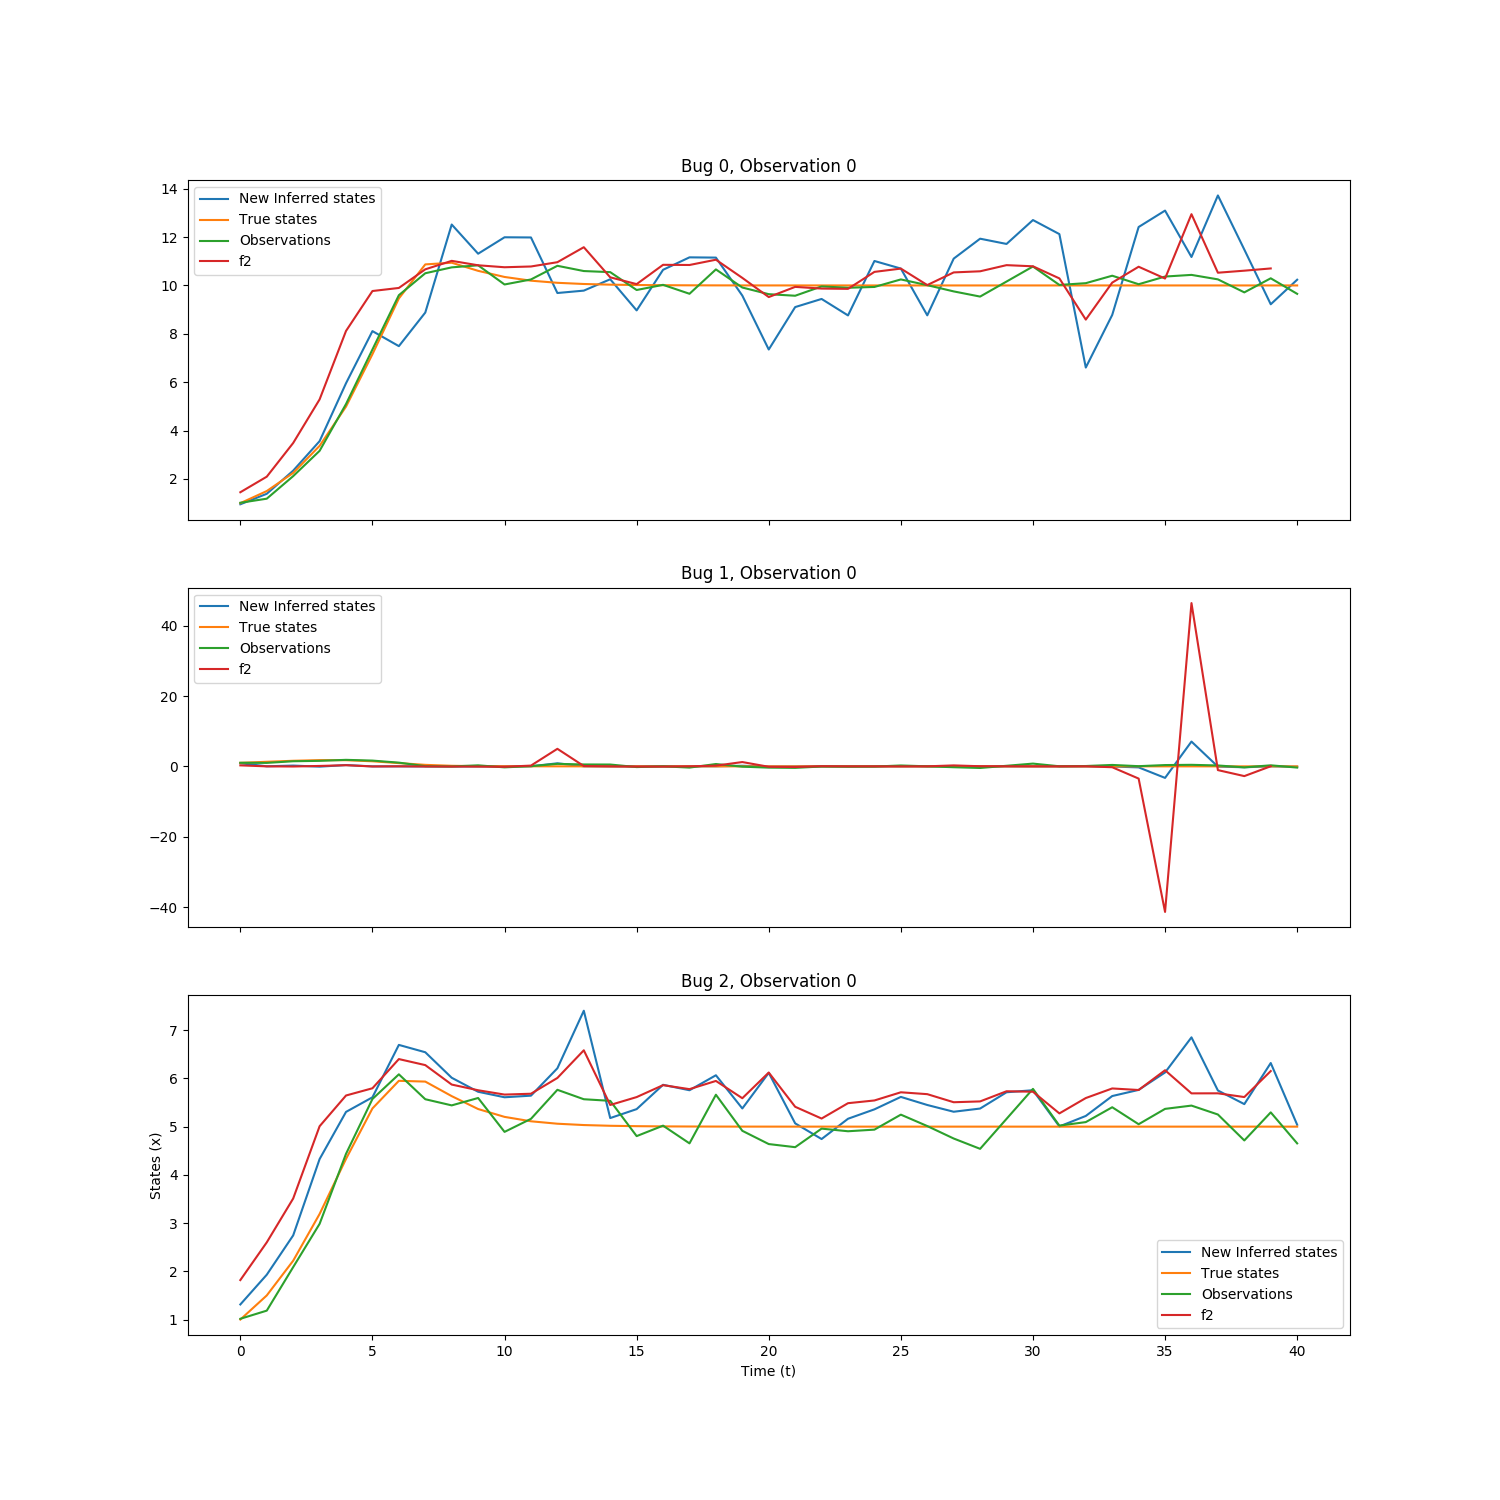 Bug 0, Observation 0
14
12
10
8
6
4
2
New Inferred states
True states
Observations
f2
Bug 1, Observation 0
40
20
0
−20
−40
New Inferred states
True states
Observations
f2
Bug 2, Observation 0
States (x)
7
6
5
4
3
2
1
New Inferred states
True states
Observations
f2
0 5 10 15 20 25 30 35 40
Time (t)